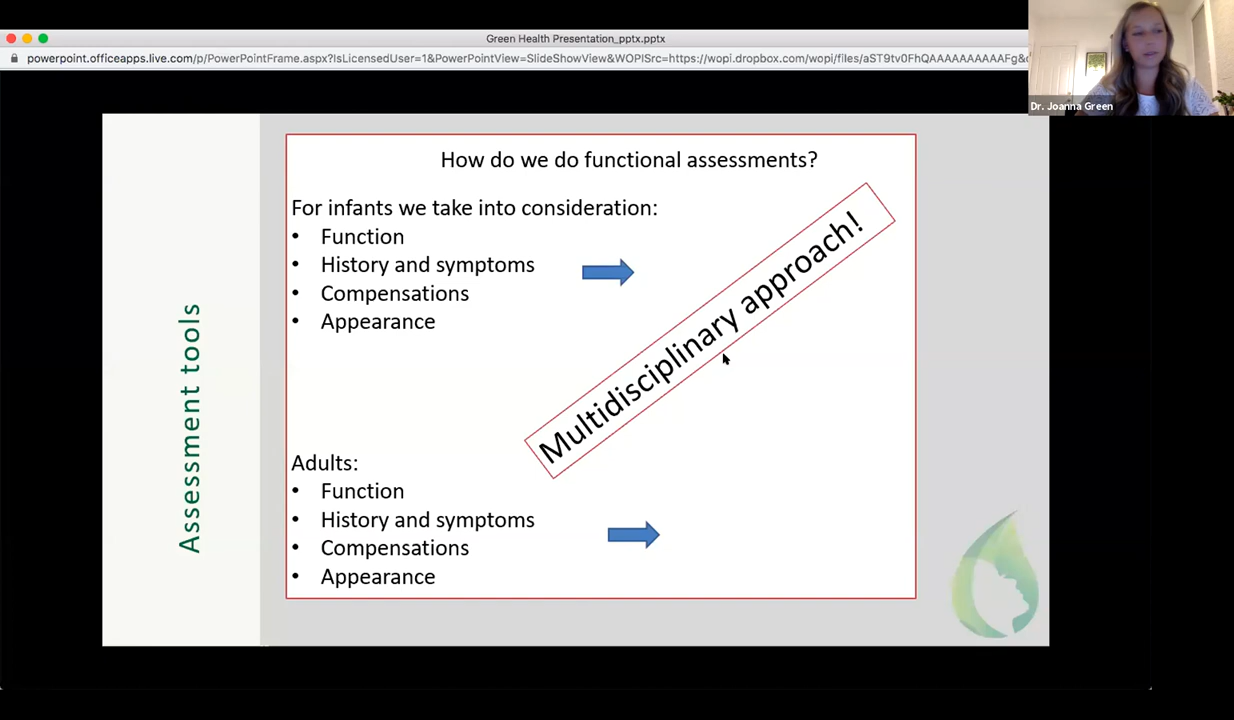 Green Health Presentation_pptx.pptx
powerpoint.officeapps.live.com/p/PowerPointFrame.aspx?IsLicensedUser=1&PowerPointView=SlideShowView&WOPISrc=https://wopi.dropbox.com/wopi/files/aST9tv0FhQAAAAAAAAAAFg&
Dr. Joanna Green
Assessment tools
How do we do functional assessments?
For infants we take into consideration:
• Function
• History and symptoms
• Compensations
• Appearance
Multidisciplinary approach!
Adults:
• Function
• History and symptoms
• Compensations
• Appearance